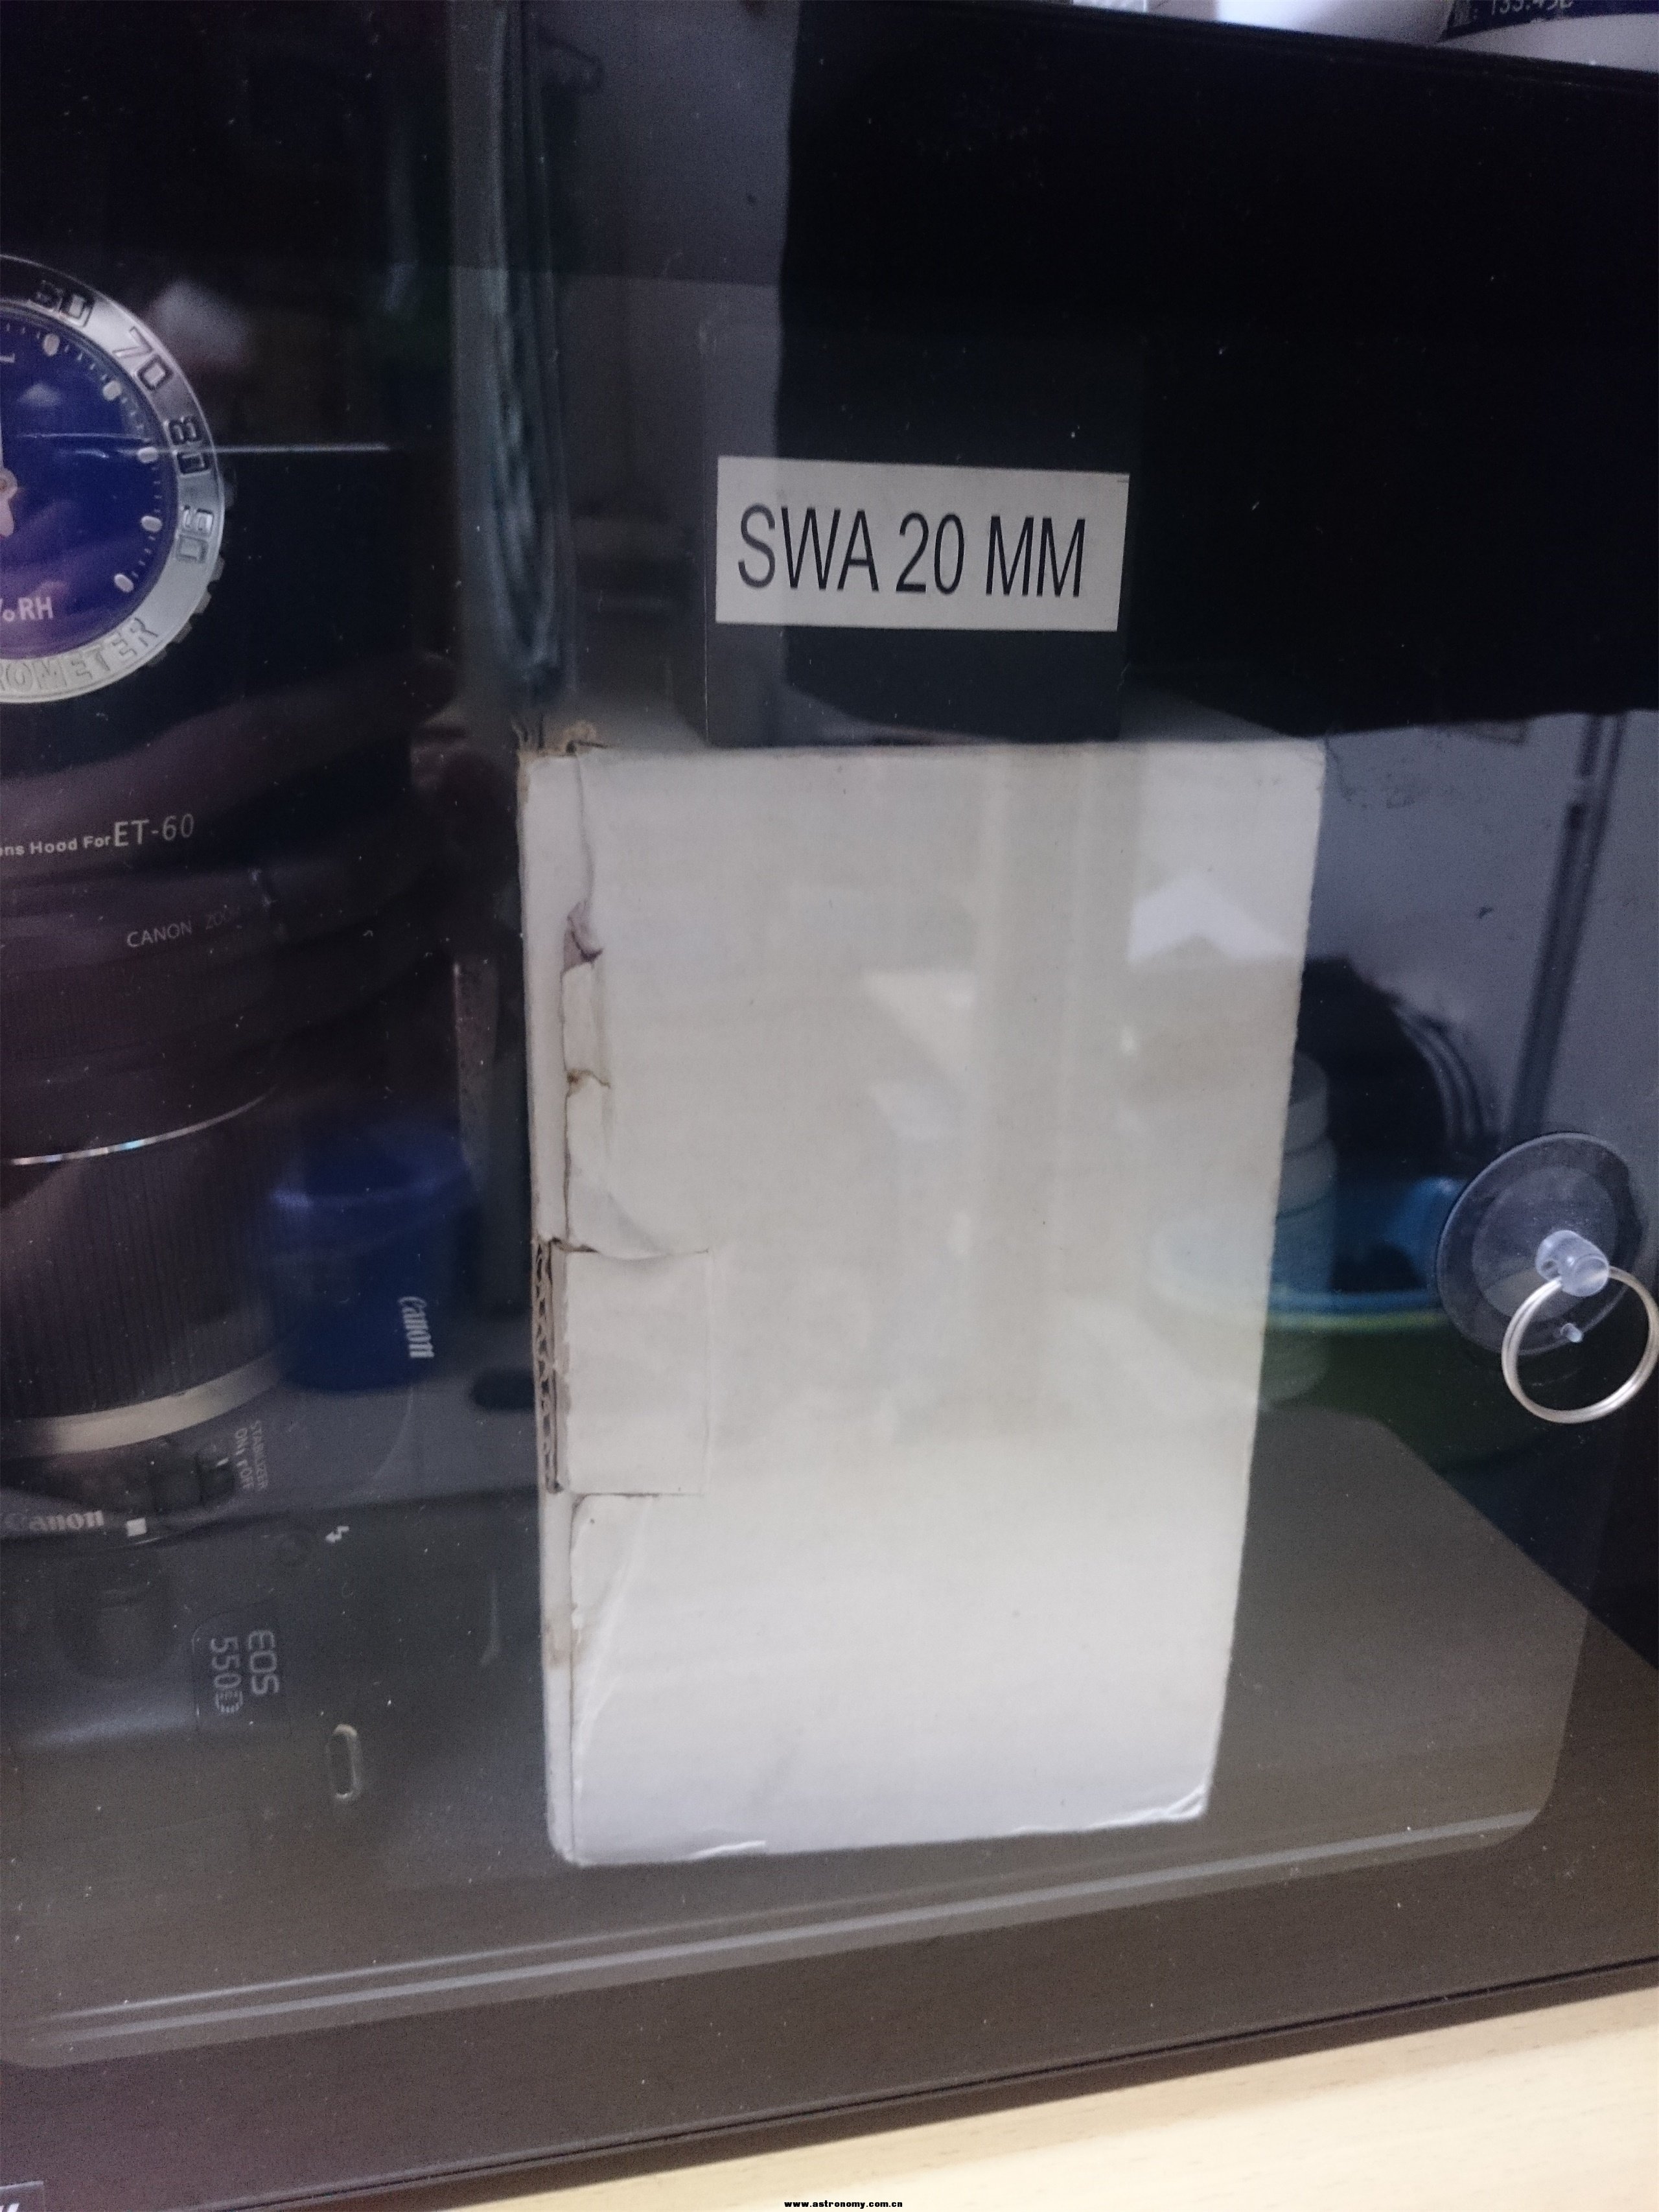 50
70
80
90
%RH
ROMETER
SWA 20 MM
ens Hood For ET-60
CANON
Canon
STABILIZER
ON OFF
Canon
EOS
550D
www.astronomy.com.cn